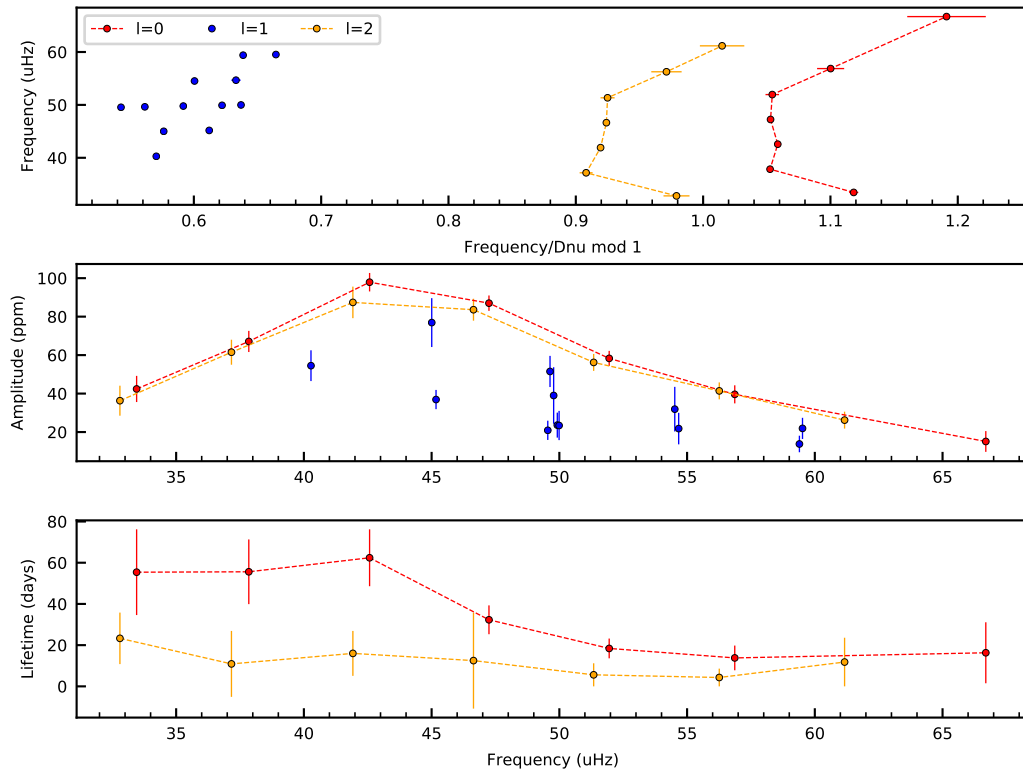 l=0 l=1 l=2
Frequency (uHz)
60
50
40
0.6 0.7 0.8 0.9 1.0 1.1 1.2
Frequency/Dnu mod 1
Amplitude (ppm)
100
80
60
40
20
35 40 45 50 55 60 65
Lifetime (days)
80
60
40
20
0
35 40 45 50 55 60 65
Frequency (uHz)